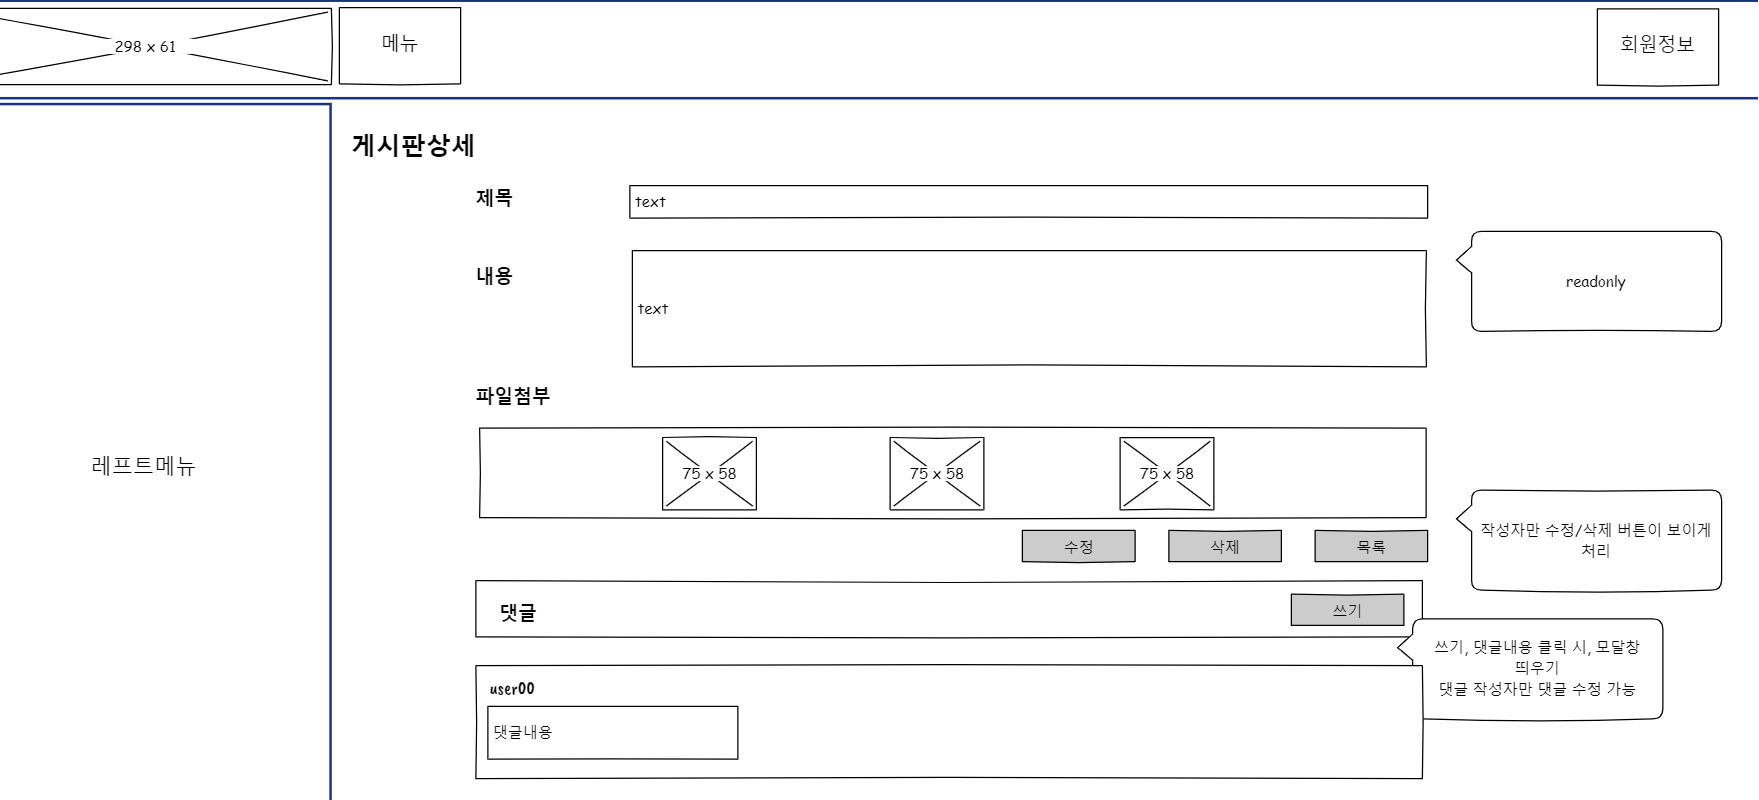 298 x 61
메뉴
회원정보
게시판상세
제목
text
내용
text
readonly
파일첨부
레프트메뉴
75 x 58
75 x 58
75 x 58
수정
삭제
목록
작성자만 수정/삭제 버튼이 보이게
처리
댓글
쓰기
쓰기, 댓글내용 클릭 시, 모달창
띄우기
댓글 작성자만 댓글 수정 가능
user00
댓글내용